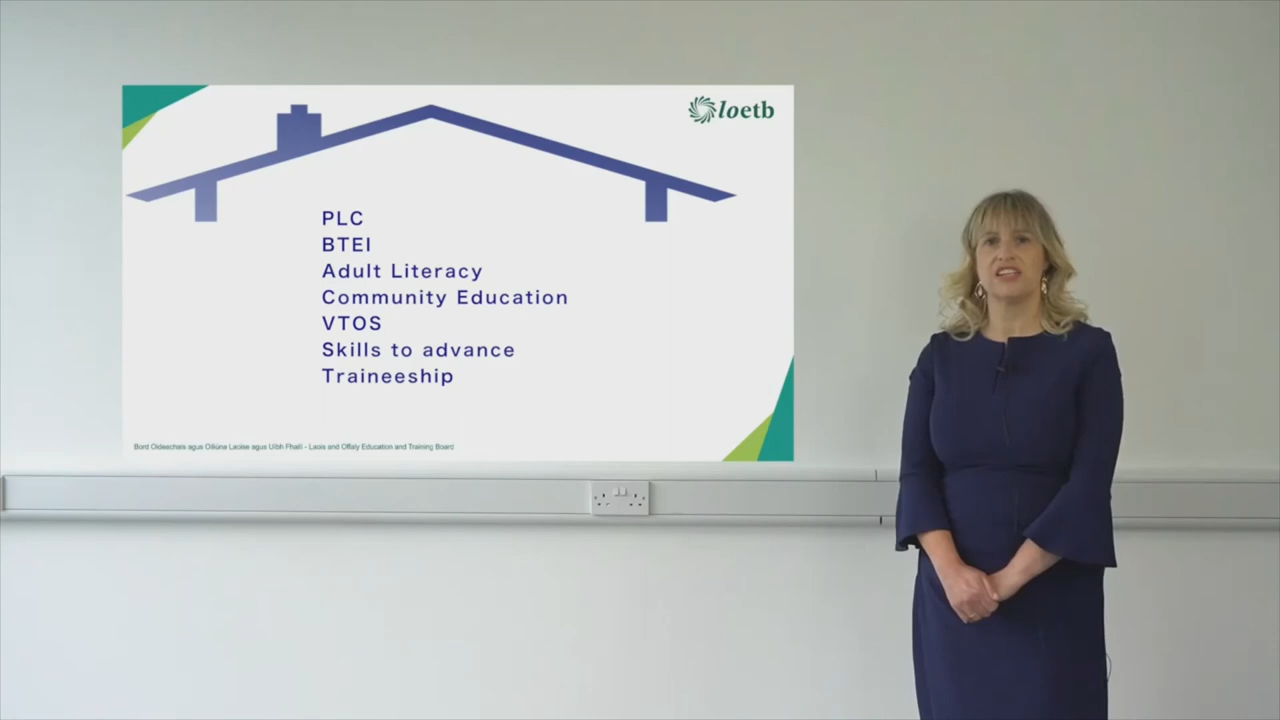 loetb
PLC
BTEI
Adult Literacy
Community Education
VTOS
Skills to advance
Traineeship
Bord Oideachais agus Oiliúna Laoise agus Uíbh Fhailí - Laois and Offaly Education and Training Board